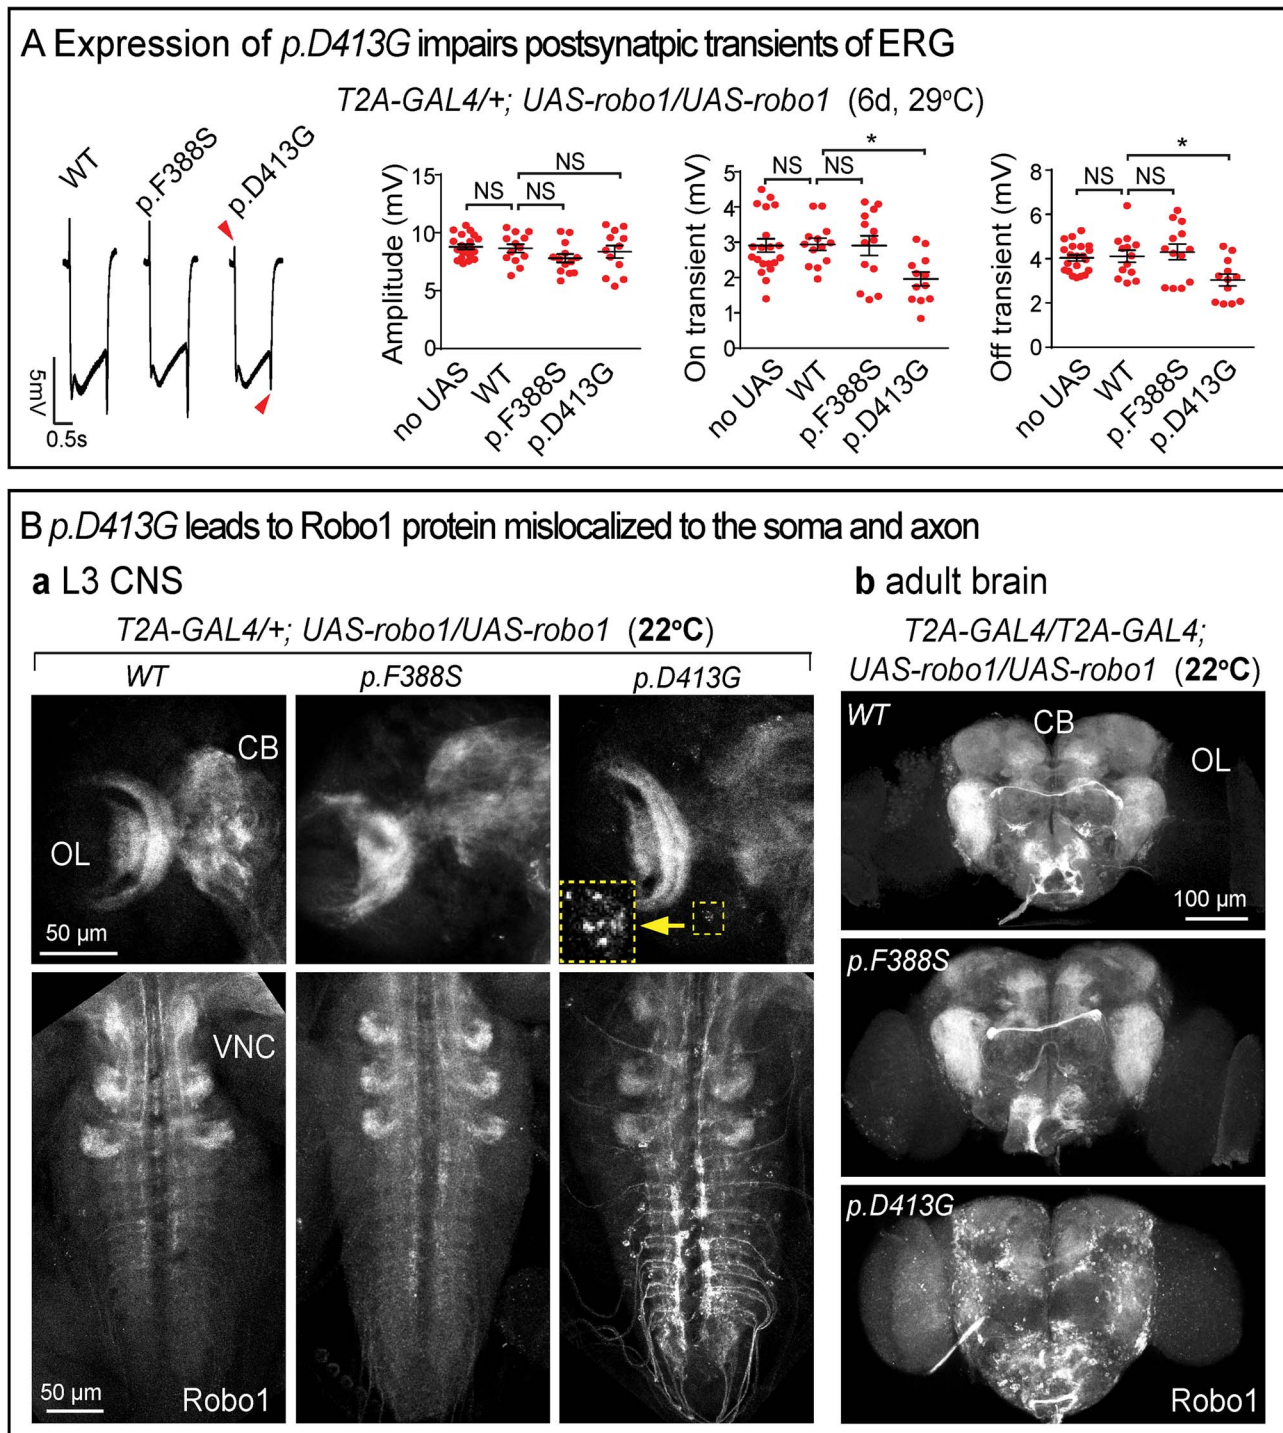 A Expression of p.D413G impairs postsynatpic transients of ERG
T2A-GAL4/+; UAS-robo1/UAS-robo1 (6d, 29°C)
WT
p.F388S
p.D413G
5mV
0.5s
Amplitude (mV)
15
10
5
0
NS
NS
NS
no UAS
WT
p.F388S
p.D413G
On transient (mV)
5
4
3
2
1
0
NS
NS
*
no UAS
WT
p.F388S
p.D413G
Off transient (mV)
8
6
4
2
0
NS
NS
*
no UAS
WT
p.F388S
p.D413G
B p.D413G leads to Robo1 protein mislocalized to the soma and axon
a L3 CNS
T2A-GAL4/+; UAS-robo1/UAS-robo1 (22°C)
WT
p.F388S
p.D413G
CB
OL
50 µm
VNC
50 µm
Robo1
b adult brain
T2A-GAL4/T2A-GAL4;
UAS-robo1/UAS-robo1 (22°C)
WT
CB
OL
100 µm
p.F388S
p.D413G
Robo1